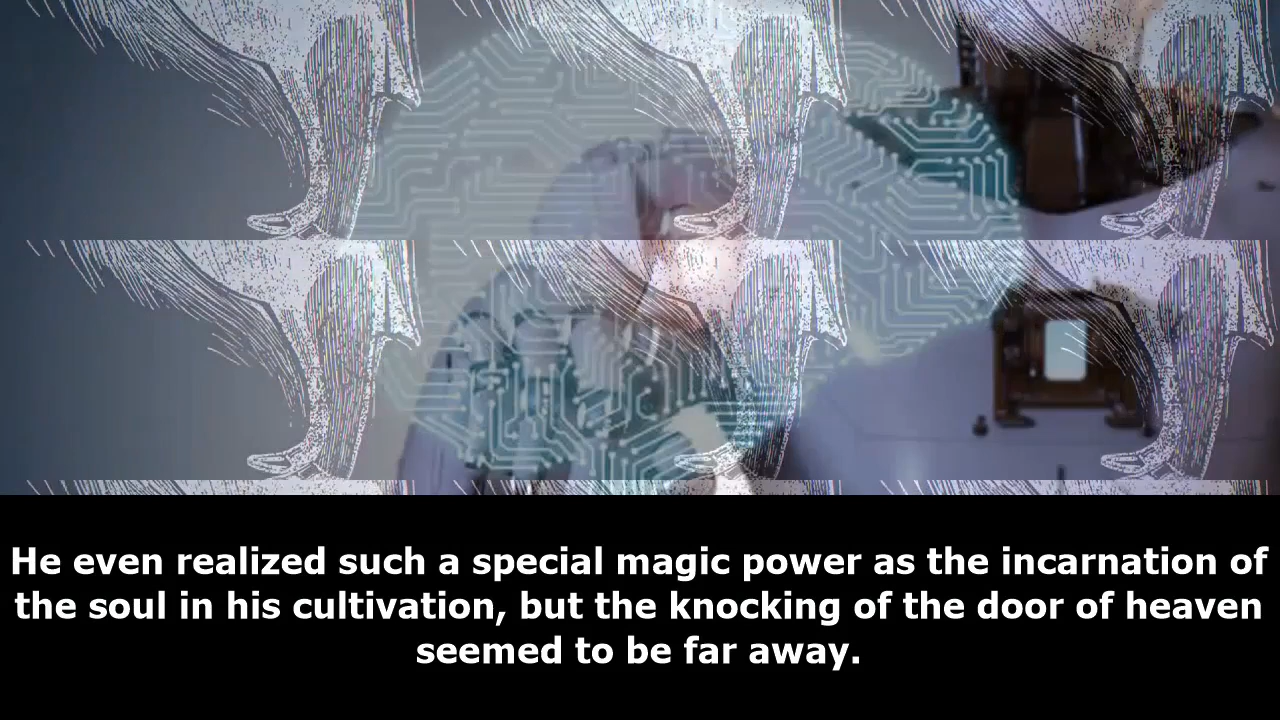 He even realized such a special magic power as the incarnation of
the soul in his cultivation, but the knocking of the door of heaven
seemed to be far away.